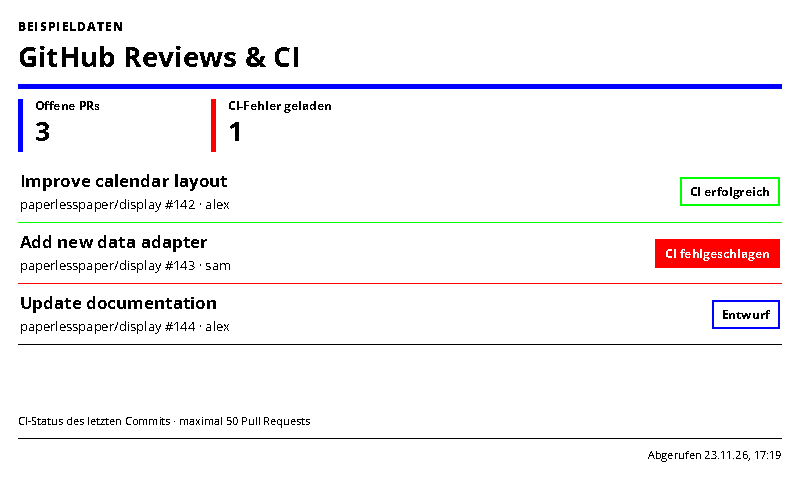 BEISPIELDATEN
GitHub Reviews & CI
Offene PRs
3
CI-Fehler geladen
1
Improve calendar layout
paperlesspaper/display #142 · alex
CI erfolgreich
Add new data adapter
paperlesspaper/display #143 · sam
CI fehlgeschlagen
Update documentation
paperlesspaper/display #144 · alex
Entwurf
CI-Status des letzten Commits · maximal 50 Pull Requests
Abgerufen 23.11.26, 17:19